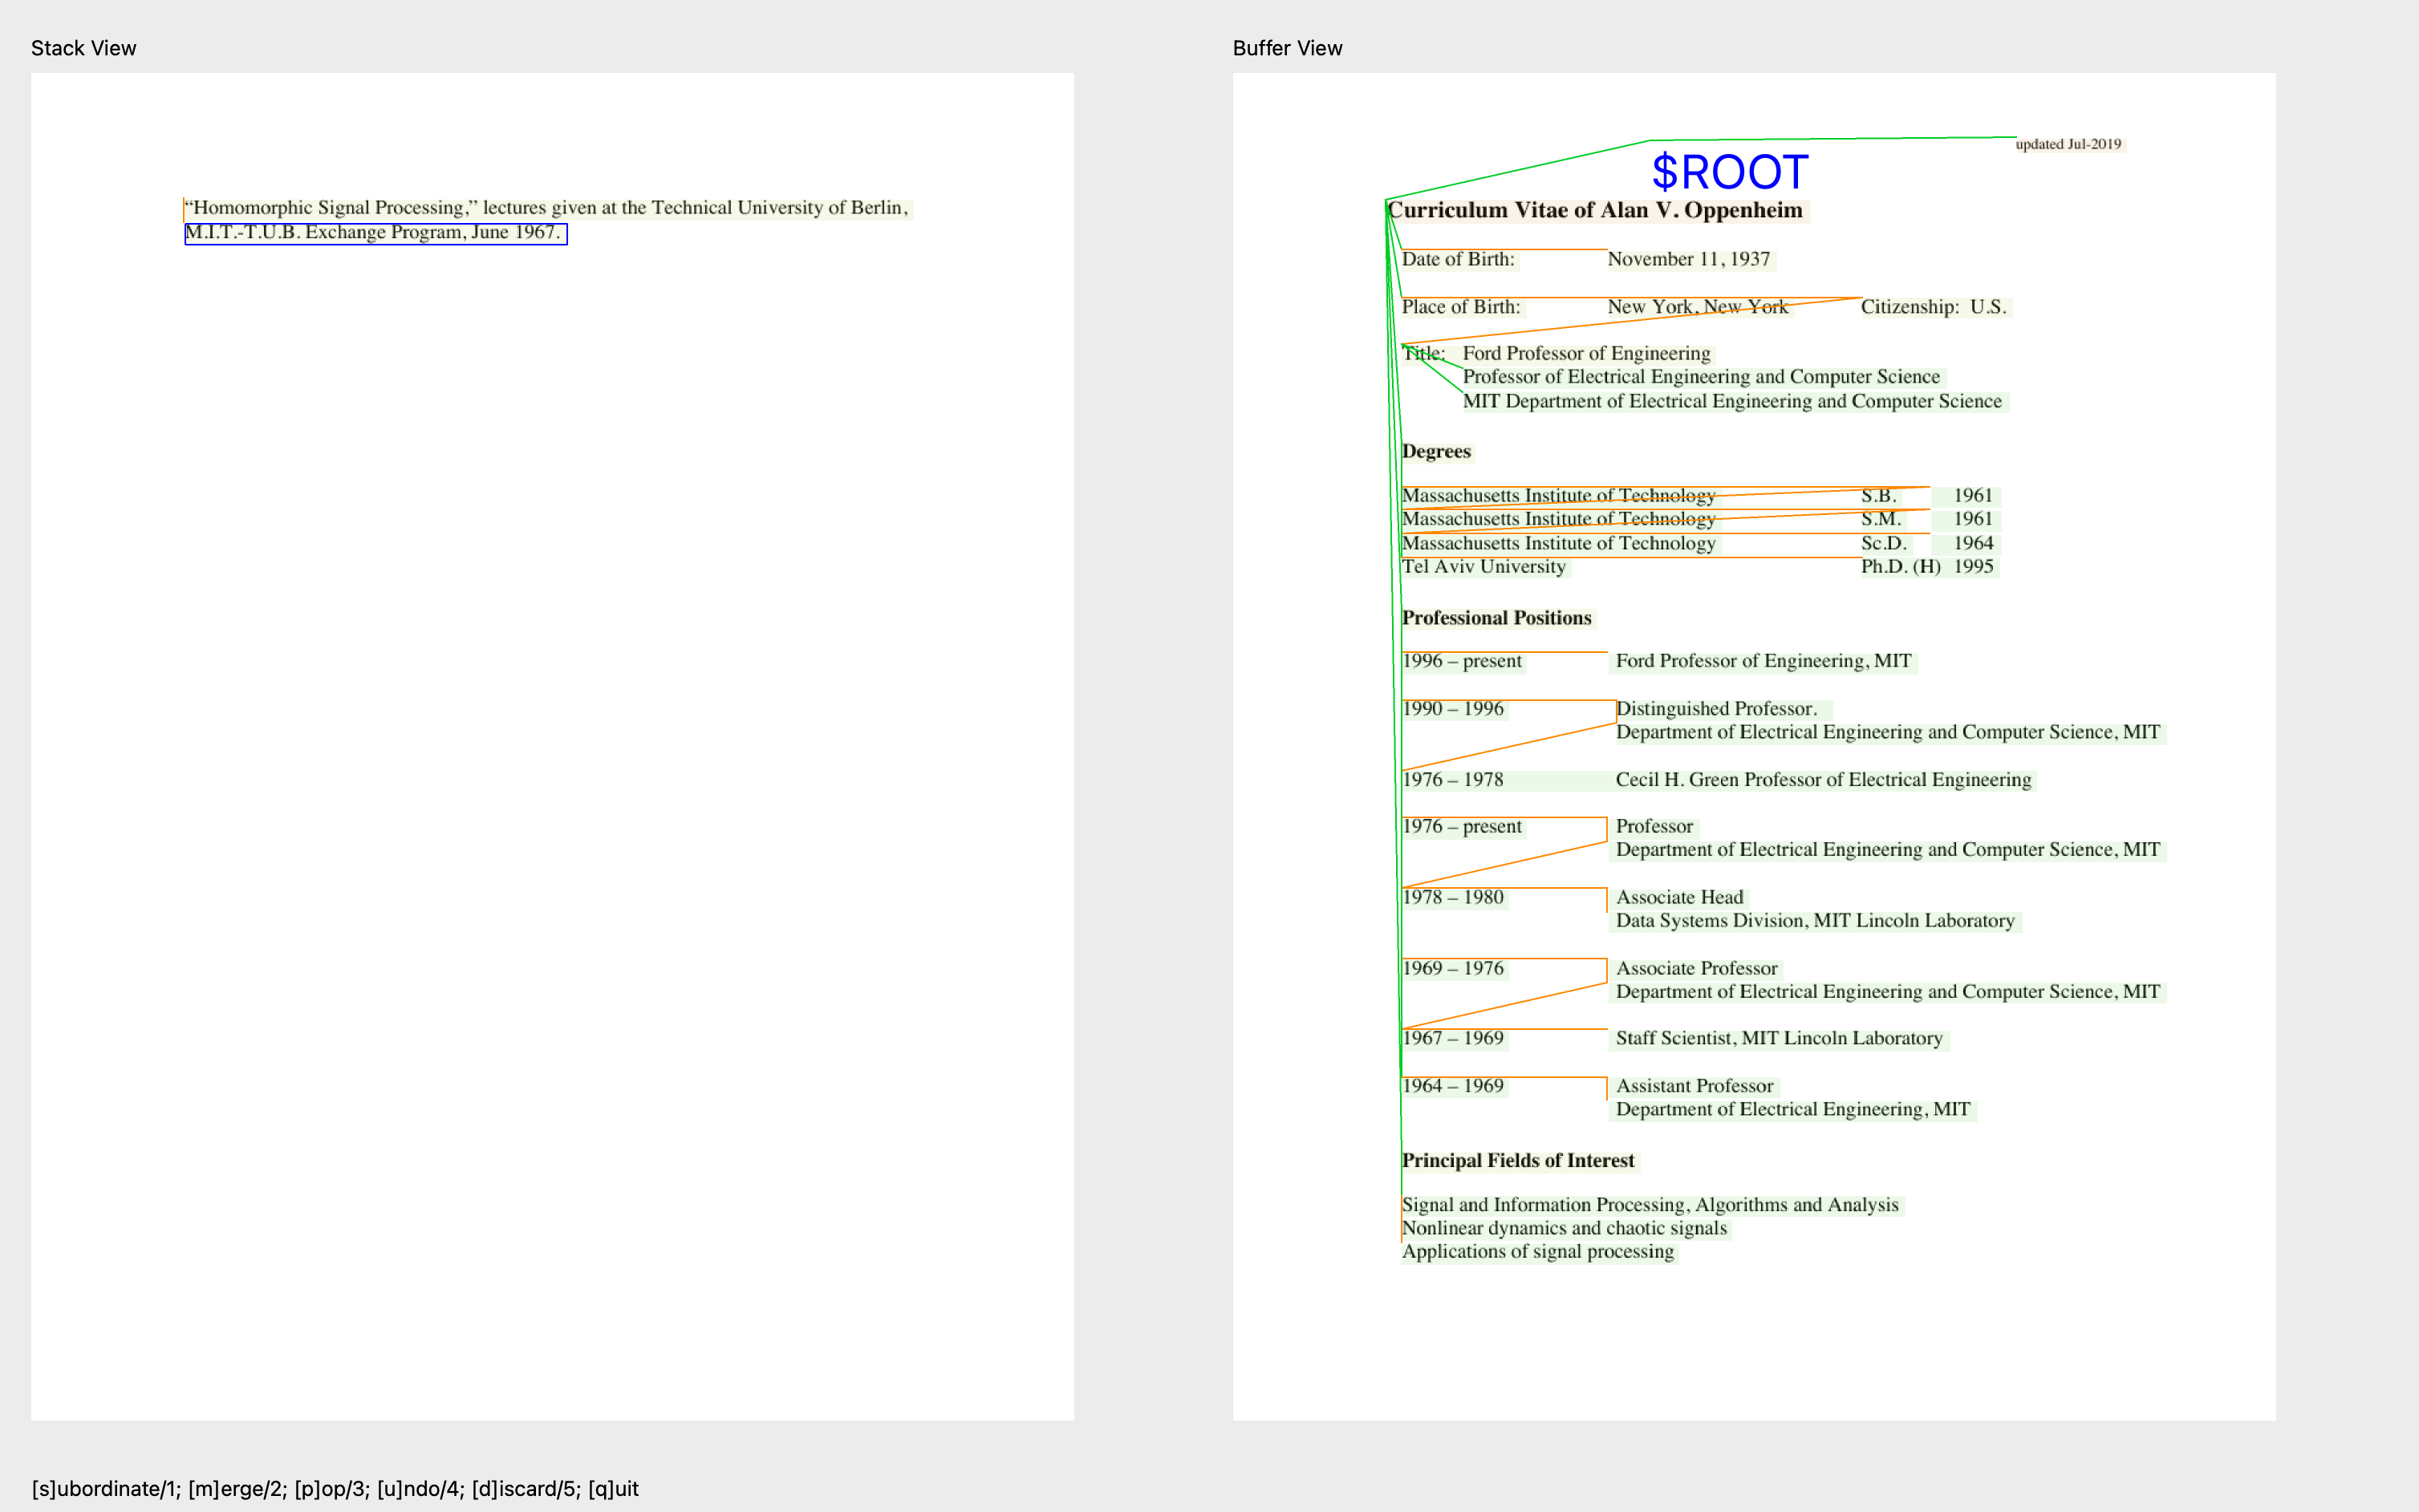 Stack View
“Homomorphic Signal Processing,” lectures given at the Technical University of Berlin,
M.I.T.-T.U.B. Exchange Program, June 1967.
Buffer View
updated Jul-2019
$ROOT
Curriculum Vitae of Alan V. Oppenheim
Date of Birth: November 11, 1937
Place of Birth: New York, New York Citizenship: U.S.
Title: Ford Professor of Engineering
Professor of Electrical Engineering and Computer Science
MIT Department of Electrical Engineering and Computer Science
Degrees
Massachusetts Institute of Technology S.B. 1961
Massachusetts Institute of Technology S.M. 1961
Massachusetts Institute of Technology Sc.D. 1964
Tel Aviv University Ph.D. (H) 1995
Professional Positions
1996 – present Ford Professor of Engineering, MIT
1990 – 1996 Distinguished Professor.
Department of Electrical Engineering and Computer Science, MIT
1976 – 1978 Cecil H. Green Professor of Electrical Engineering
1976 – present Professor
Department of Electrical Engineering and Computer Science, MIT
1978 – 1980 Associate Head
Data Systems Division, MIT Lincoln Laboratory
1969 – 1976 Associate Professor
Department of Electrical Engineering and Computer Science, MIT
1967 – 1969 Staff Scientist, MIT Lincoln Laboratory
1964 – 1969 Assistant Professor
Department of Electrical Engineering, MIT
Principal Fields of Interest
Signal and Information Processing, Algorithms and Analysis
Nonlinear dynamics and chaotic signals
Applications of signal processing
[s]ubordinate/1; [m]erge/2; [p]op/3; [u]ndo/4; [d]iscard/5; [q]uit